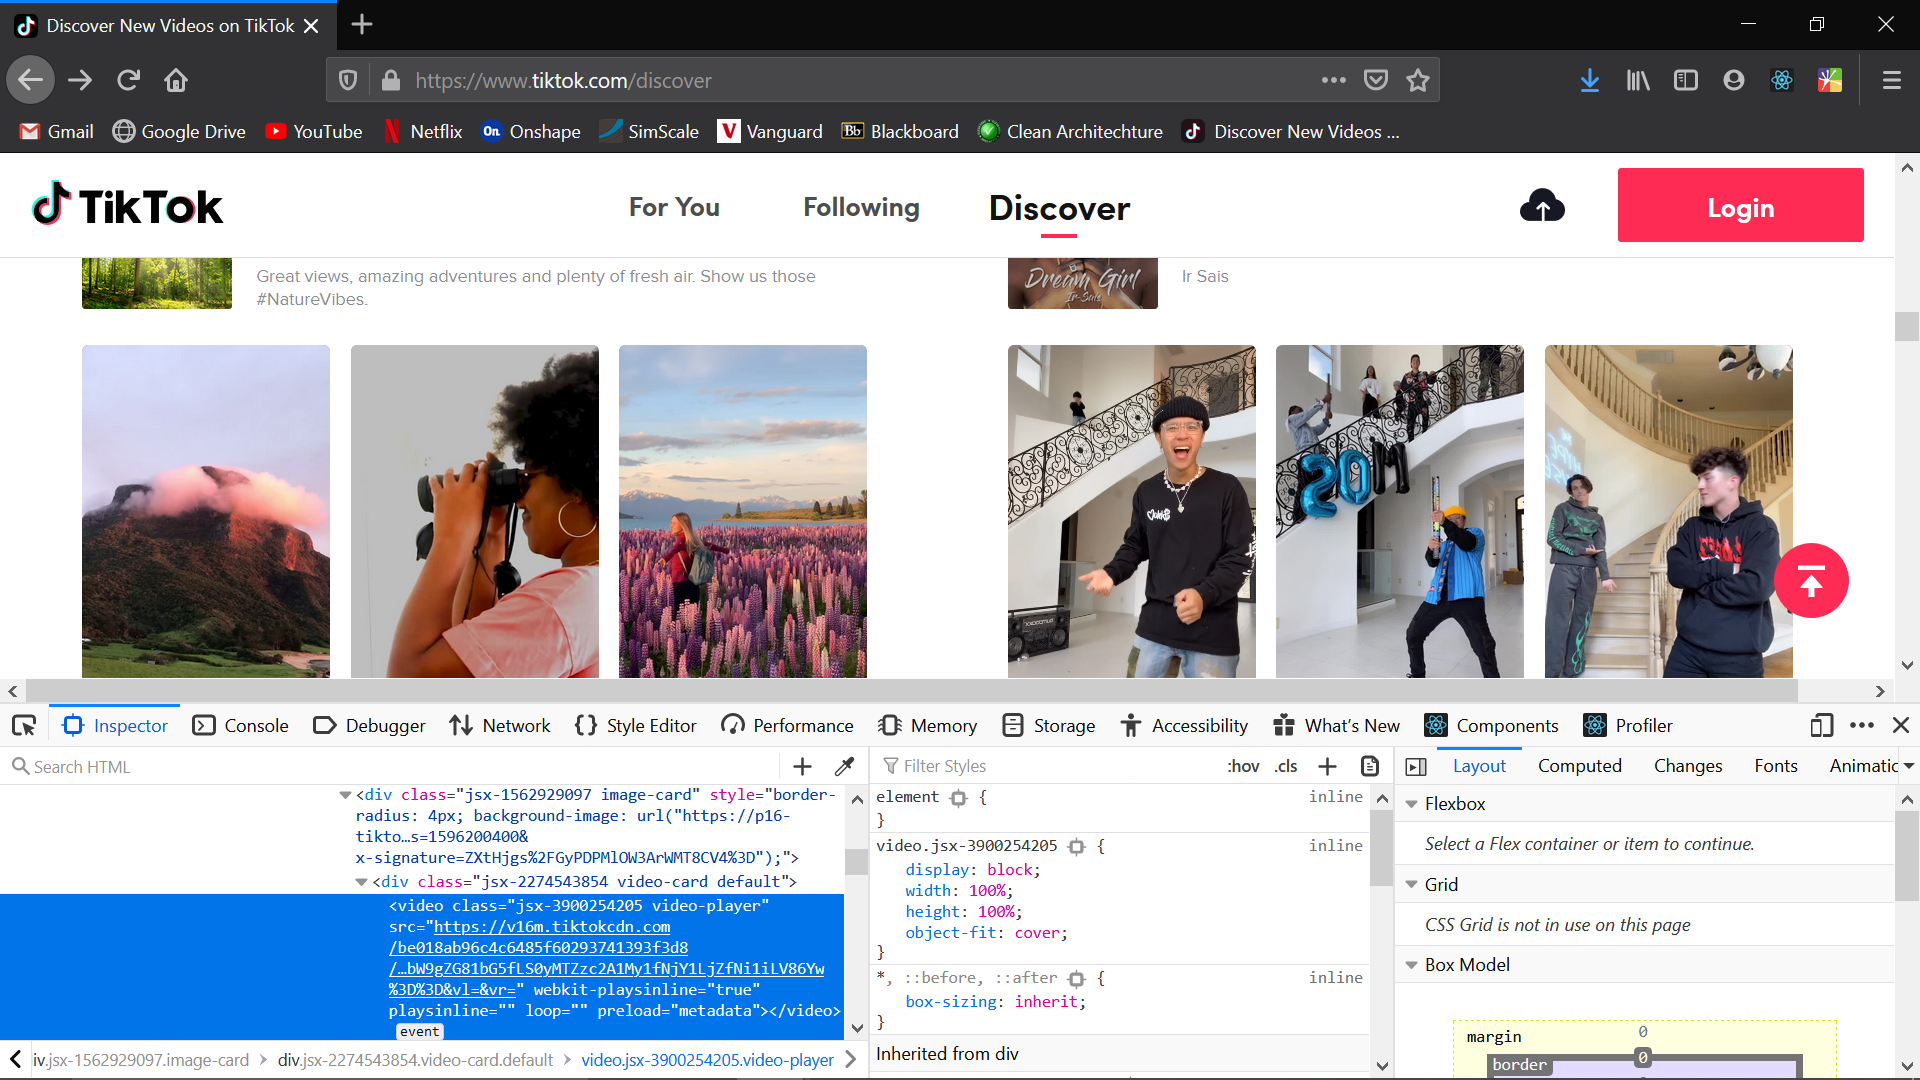 Discover New Videos on TikTok
https://www.tiktok.com/discover
Gmail Google Drive YouTube Netflix On. Onshape SimScale V Vanguard Bb Blackboard Clean Architechture Discover New Videos ...
TikTok For You Following Discover Login
Great views, amazing adventures and plenty of fresh air. Show us those
#NatureVibes.
Dream Girl
Ir-Sais
Ir Sais
20M
Inspector Console Debugger Network Style Editor Performance Memory Storage Accessibility What's New Components Profiler
Search HTML
<div class="jsx-1562929097 image-card" style="border-
radius: 4px; background-image: url("https://p16-
tikto…s=1596200400&
x-signature=ZXtHjgs%2FGyPDPMlOW3ArWMT8CV4%3D");">
<div class="jsx-2274543854 video-card default">
<video class="jsx-3900254205 video-player"
src="https://v16m.tiktokcdn.com
/be018ab96c4c6485f60293741393f3d8
/…bW9gZG81bG5fLS0yMTZzc2A1My1fNjY1LjZfNi1iLV86Yw
%3D%3D&vl=&vr=" webkit-playsinline="true"
playsinline="" loop="" preload="metadata"></video>
event
iv.jsx-1562929097.image-card > div.jsx-2274543854.video-card.default > video.jsx-3900254205.video-player
Filter Styles :hov .cls +
element { inline
}
video.jsx-3900254205 { inline
display: block;
width: 100%;
height: 100%;
object-fit: cover;
}
*, ::before, ::after { inline
box-sizing: inherit;
}
Inherited from div
Layout Computed Changes Fonts Animatic
Flexbox
Select a Flex container or item to continue.
Grid
CSS Grid is not in use on this page
Box Model
margin 0
border 0